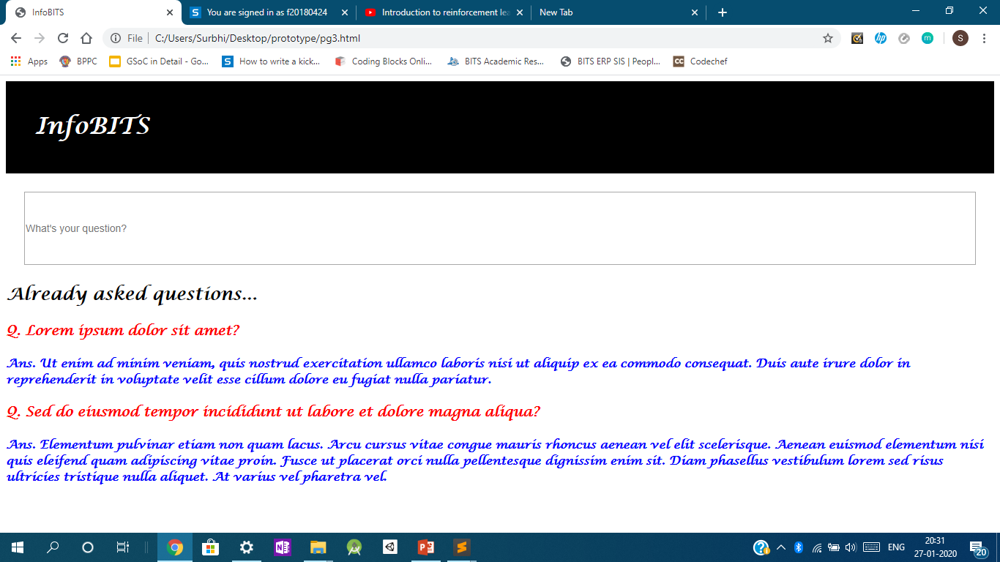 InfoBITS
You are signed in as f20180424
Introduction to reinforcement lea
New Tab
File
C:/Users/Surbhi/Desktop/prototype/pg3.html
S
Apps
BPPC
GSoC in Detail - Go...
How to write a kick...
Coding Blocks Onli...
BITS Academic Res...
BITS ERP SIS | Peopl...
CC
Codechef
InfoBITS
What's your question?
Already asked questions...
Q. Lorem ipsum dolor sit amet?
Ans. Ut enim ad minim veniam, quis nostrud exercitation ullamco laboris nisi ut aliquip ex ea commodo consequat. Duis aute irure dolor in
reprehenderit in voluptate velit esse cillum dolore eu fugiat nulla pariatur.
Q. Sed do eiusmod tempor incididunt ut labore et dolore magna aliqua?
Ans. Elementum pulvinar etiam non quam lacus. Arcu cursus vitae congue mauris rhoncus aenean vel elit scelerisque. Aenean euismod elementum nisi
quis eleifend quam adipiscing vitae proin. Fusce ut placerat orci nulla pellentesque dignissim enim sit. Diam phasellus vestibulum lorem sed risus
ultricies tristique nulla aliquet. At varius vel pharetra vel.
ENG
20:31
27-01-2020
20